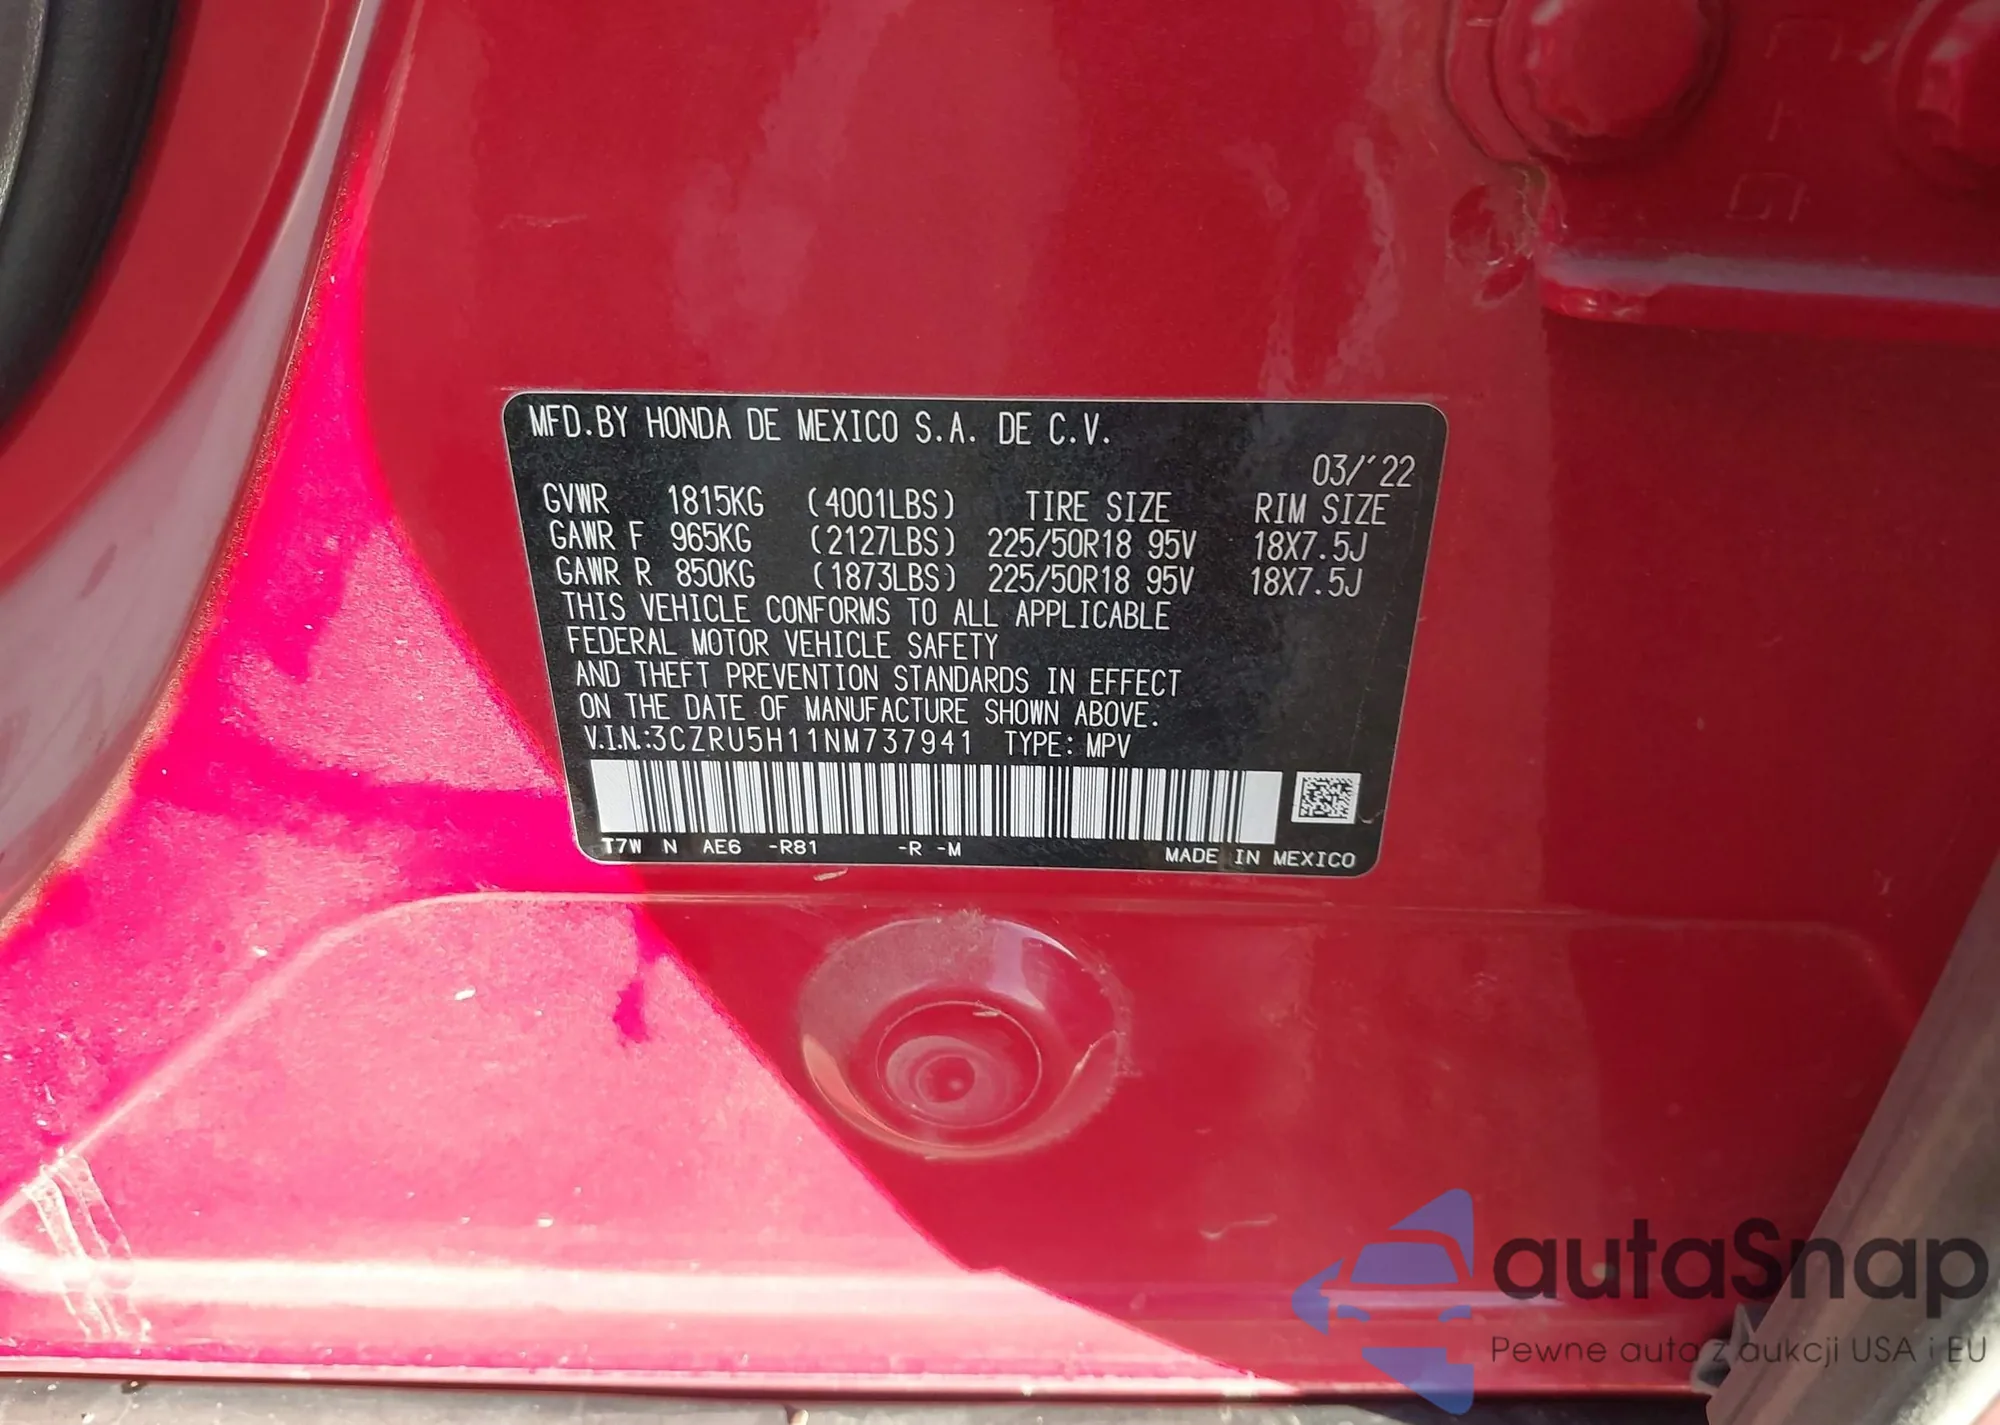 MFD.BY HONDA DE MEXICO S.A. DE C.V.
03/'22
GVWR 1815KG (4001LBS) TIRE SIZE RIM SIZE
GAWR F 965KG (2127LBS) 225/50R18 95V 18X7.5J
GAWR R 850KG (1873LBS) 225/50R18 95V 18X7.5J
THIS VEHICLE CONFORMS TO ALL APPLICABLE
FEDERAL MOTOR VEHICLE SAFETY
AND THEFT PREVENTION STANDARDS IN EFFECT
ON THE DATE OF MANUFACTURE SHOWN ABOVE.
V.I.N.:3CZRU5H11NM737941 TYPE: MPV
T7W N AE6 -R81 -R -M
MADE IN MEXICO
autaSnap
Pewne auta z aukcji USA i EU